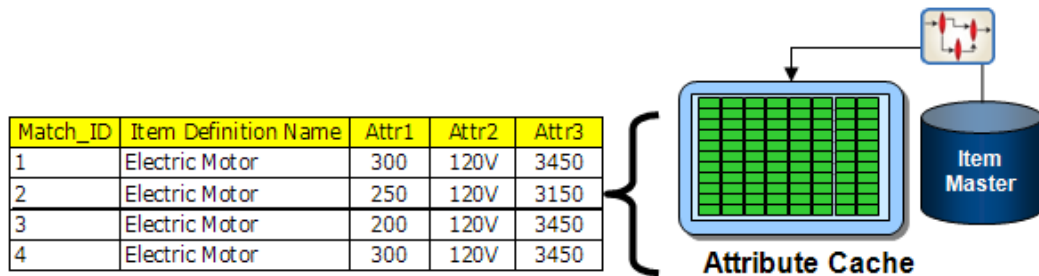 Match_ID Item Definition Name Attr1 Attr2 Attr3
1 Electric Motor 300 120V 3450
2 Electric Motor 250 120V 3150
3 Electric Motor 200 120V 3450
4 Electric Motor 300 120V 3450
Item
Master
Attribute Cache